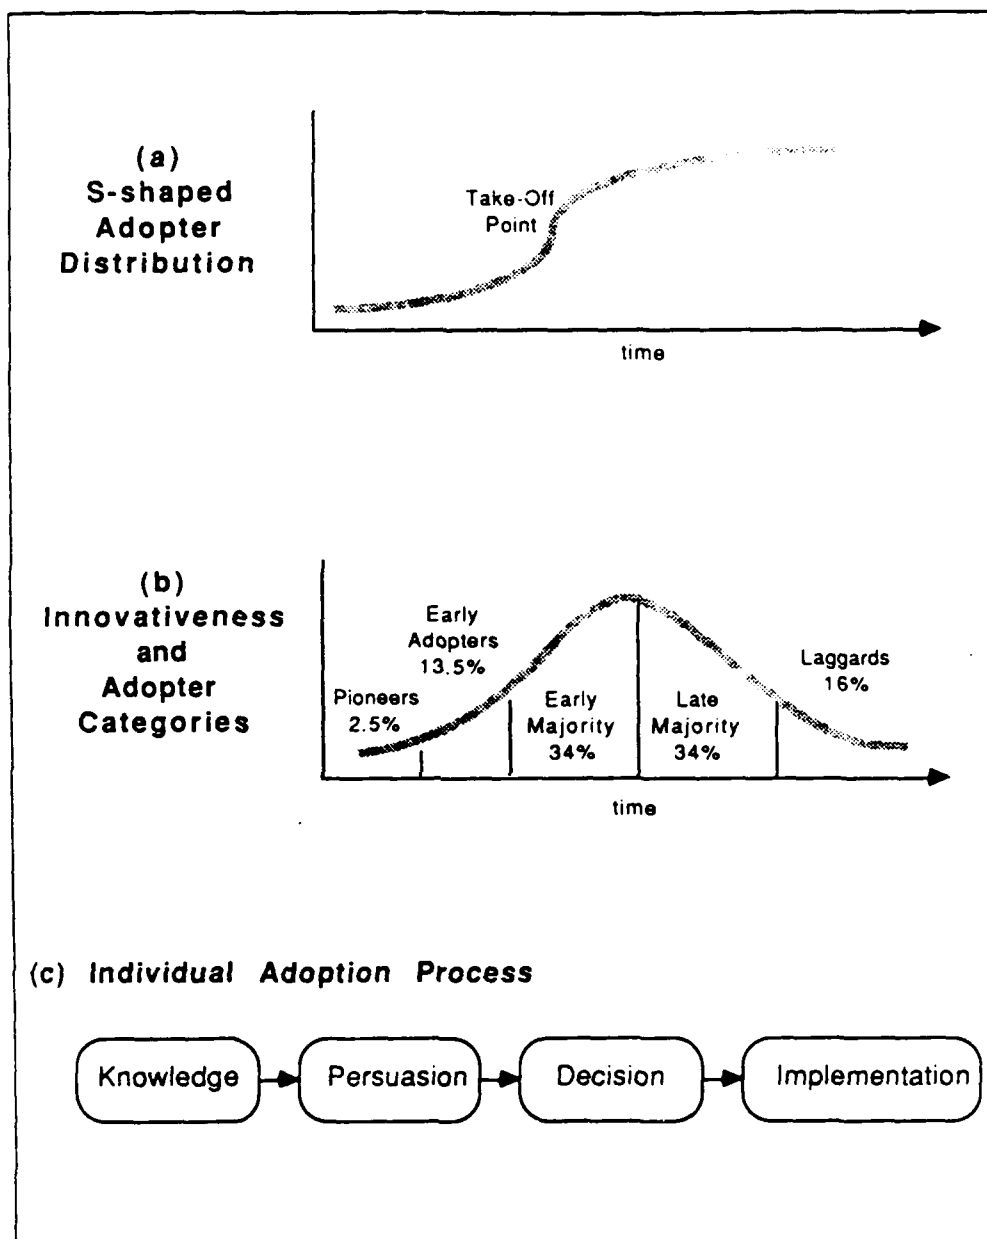 (a)
S-shaped
Adopter
Distribution
Take-Off
Point
time
(b)
Innovativeness
and
Adopter
Categories
Pioneers
2.5%
Early
Adopters
13.5%
Early
Majority
34%
Late
Majority
34%
Laggards
16%
time
(c) Individual Adoption Process
Knowledge
Persuasion
Decision
Implementation